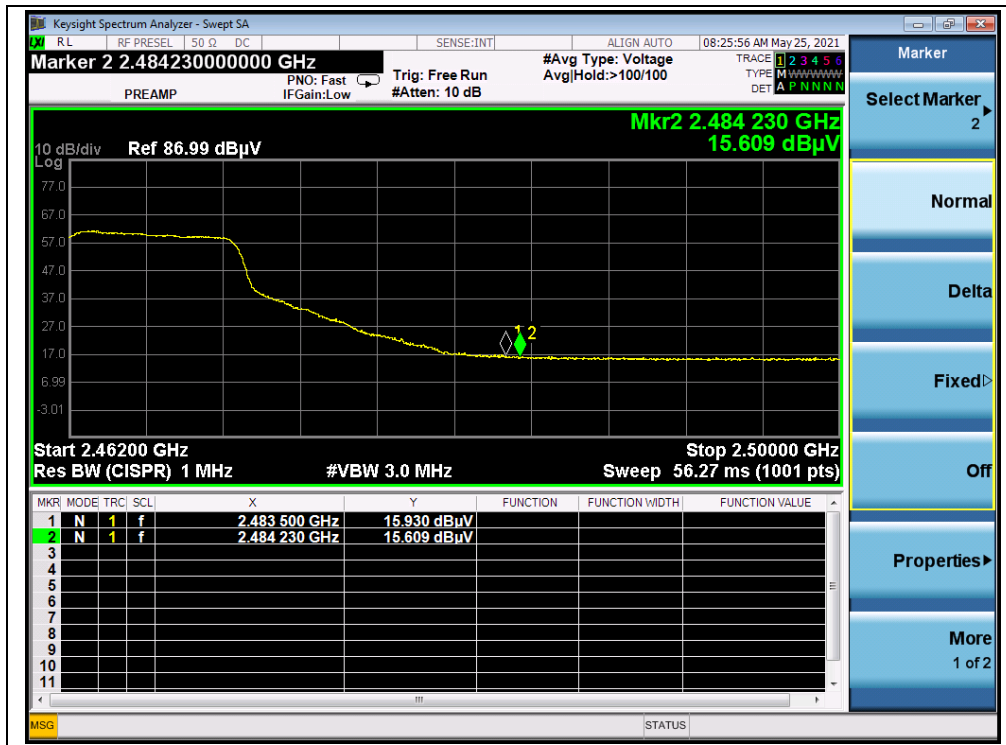 Keysight Spectrum Analyzer - Swept SA
LXI RL RF PRESEL 50 Ω DC SENSE:INT ALIGN AUTO 08:25:56 AM May 25, 2021
Marker 2 2.484230000000 GHz
PREAMP
PNO: Fast
IFGain:Low
Trig: Free Run
#Atten: 10 dB
#Avg Type: Voltage
Avg|Hold:>100/100
TRACE 1 2 3 4 5 6
TYPE M W W W W W
DET A P N N N N
Mkr2 2.484 230 GHz
15.609 dBµV
10 dB/div Ref 86.99 dBµV
Log
77.0
67.0
57.0
47.0
37.0
27.0
17.0
6.99
-3.01
1 2
Start 2.46200 GHz Stop 2.50000 GHz
Res BW (CISPR) 1 MHz #VBW 3.0 MHz Sweep 56.27 ms (1001 pts)
MKR MODE TRC SCL X Y FUNCTION FUNCTION WIDTH FUNCTION VALUE
1 N 1 f 2.483 500 GHz 15.930 dBµV
2 N 1 f 2.484 230 GHz 15.609 dBµV
3
4
5
6
7
8
9
10
11
MSG STATUS
Marker
Select Marker
2
Normal
Delta
Fixed
Off
Properties
More
1 of 2